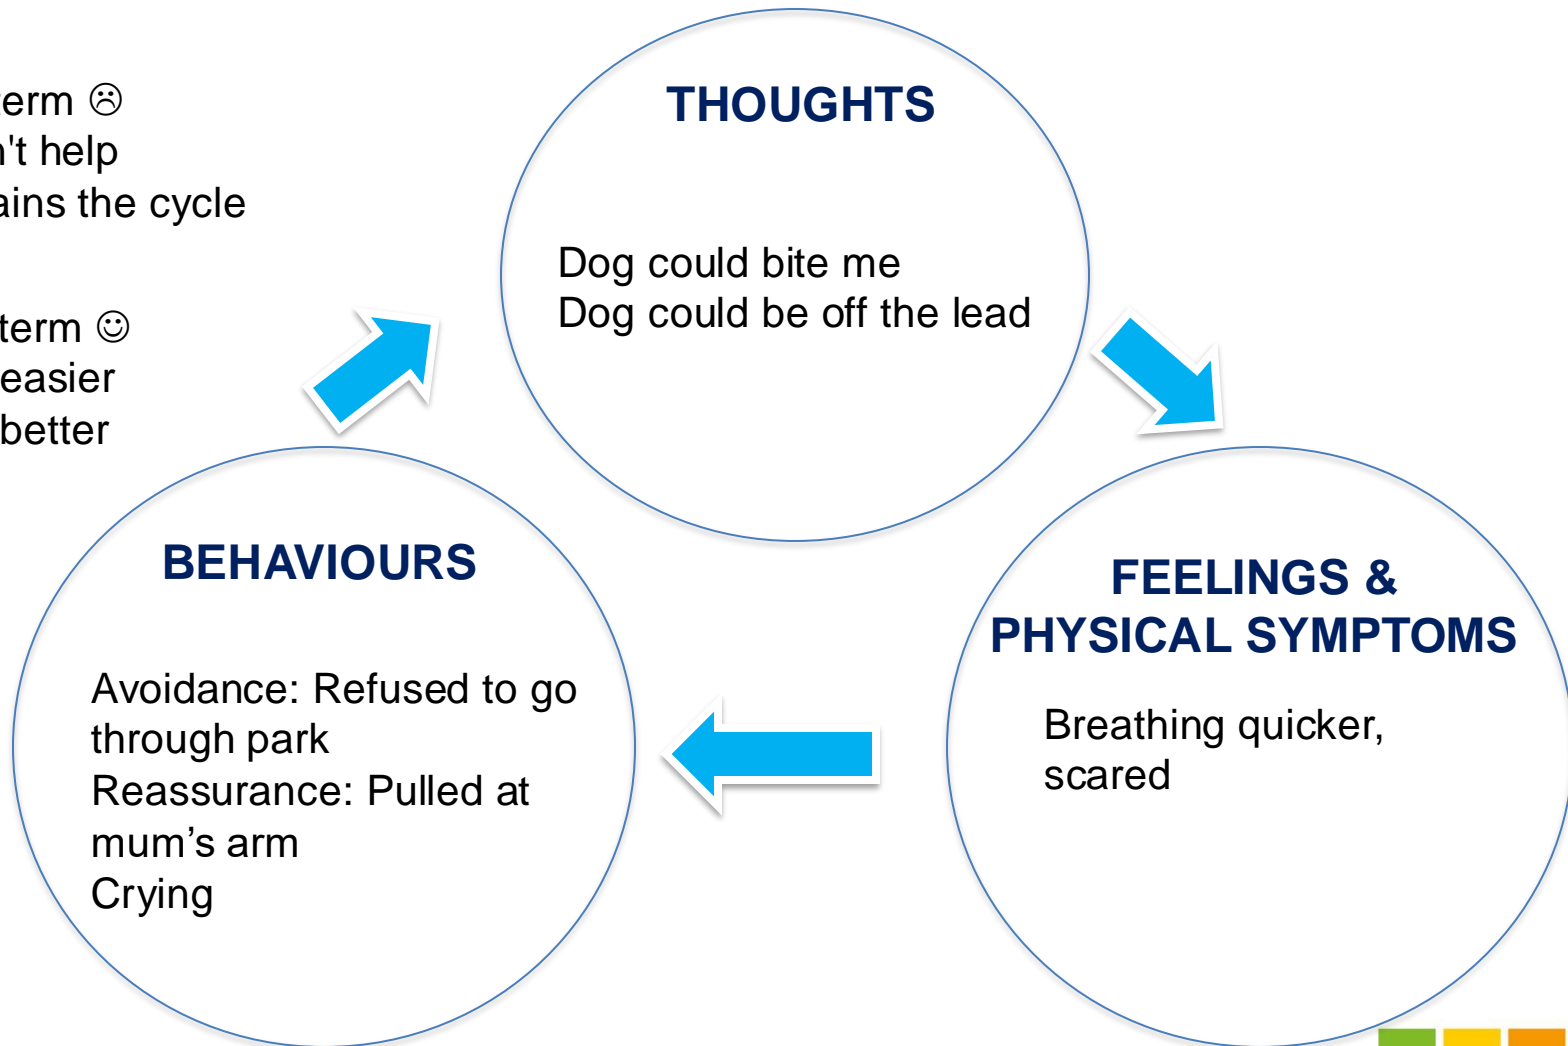 term ☹
n't help
ains the cycle
term ☺
easier
better
THOUGHTS
Dog could bite me
Dog could be off the lead
BEHAVIOURS
Avoidance: Refused to go
through park
Reassurance: Pulled at
mum’s arm
Crying
FEELINGS &
PHYSICAL SYMPTOMS
Breathing quicker,
scared